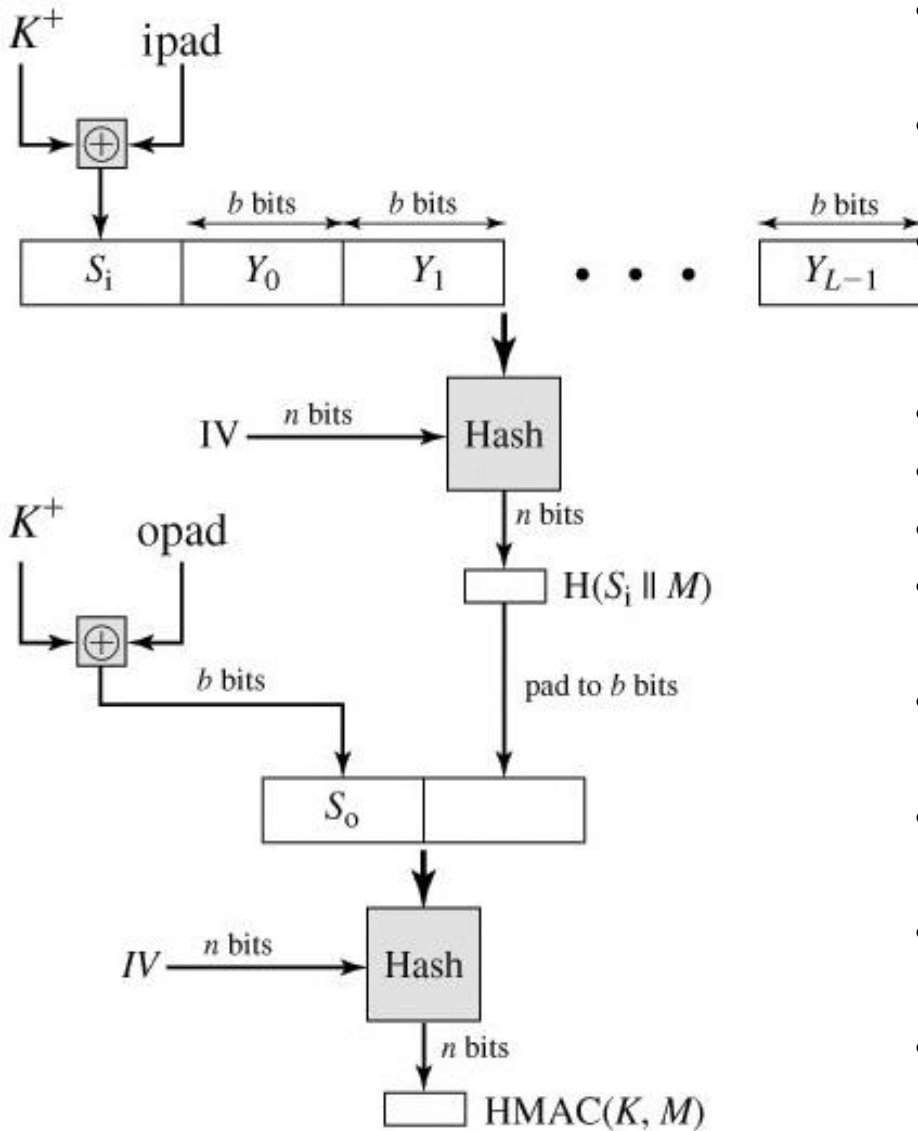 K⁺ ipad
⊕
b bits b bits b bits
Sᵢ Y₀ Y₁ • • • Y_{L−1}
IV n bits Hash
n bits
K⁺ opad
H(Sᵢ || M)
⊕
b bits pad to b bits
Sₒ
IV n bits Hash
n bits
HMAC(K, M)